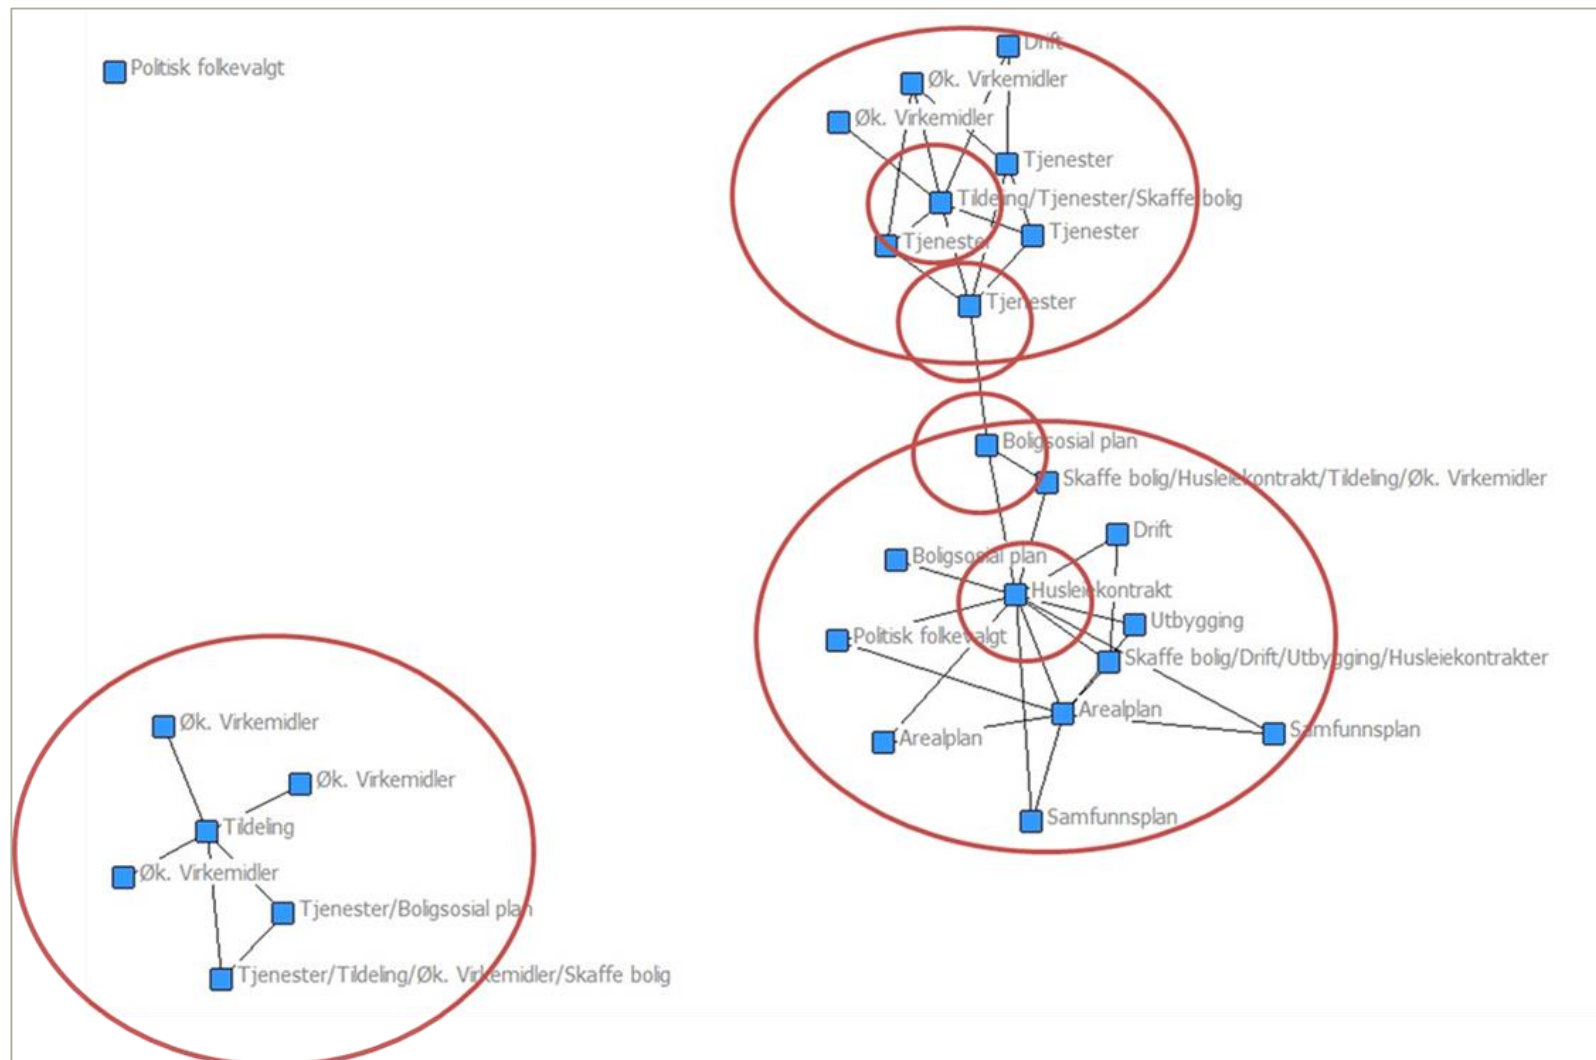 Drift
Politisk folkevalgt
Øk. Virkemidler
Øk. Virkemidler
Tjenester
Tildeling/Tjenester/Skaffe bolig
Tjenester
Tjenester
Tjenester
Boligsosial plan
Skaffe bolig/Husleiekontrakt/Tildeling/Øk. Virkemidler
Drift
Boligsosial plan
Husleiekontrakt
Utbygging
Politisk folkevalgt
Skaffe bolig/Drift/Utbygging/Husleiekontrakter
Arealplan
Øk. Virkemidler
Samfunnsplan
Arealplan
Øk. Virkemidler
Samfunnsplan
Tildeling
Øk. Virkemidler
Tjenester/Boligsosial plan
Tjenester/Tildeling/Øk. Virkemidler/Skaffe bolig